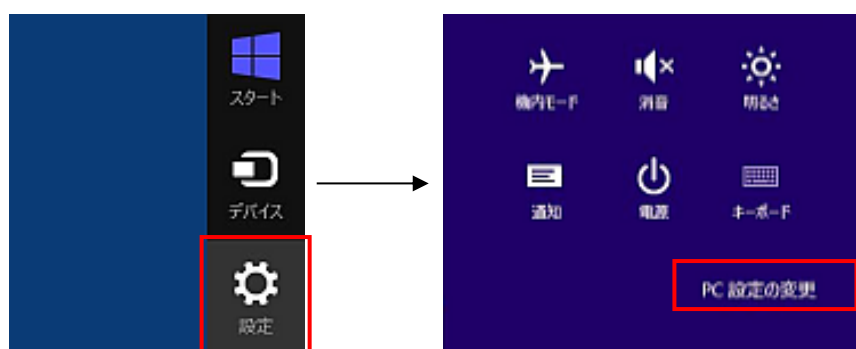 スタート
デバイス
設定
機内モード
消音
明るさ
通知
電源
キーボード
PC 設定の変更